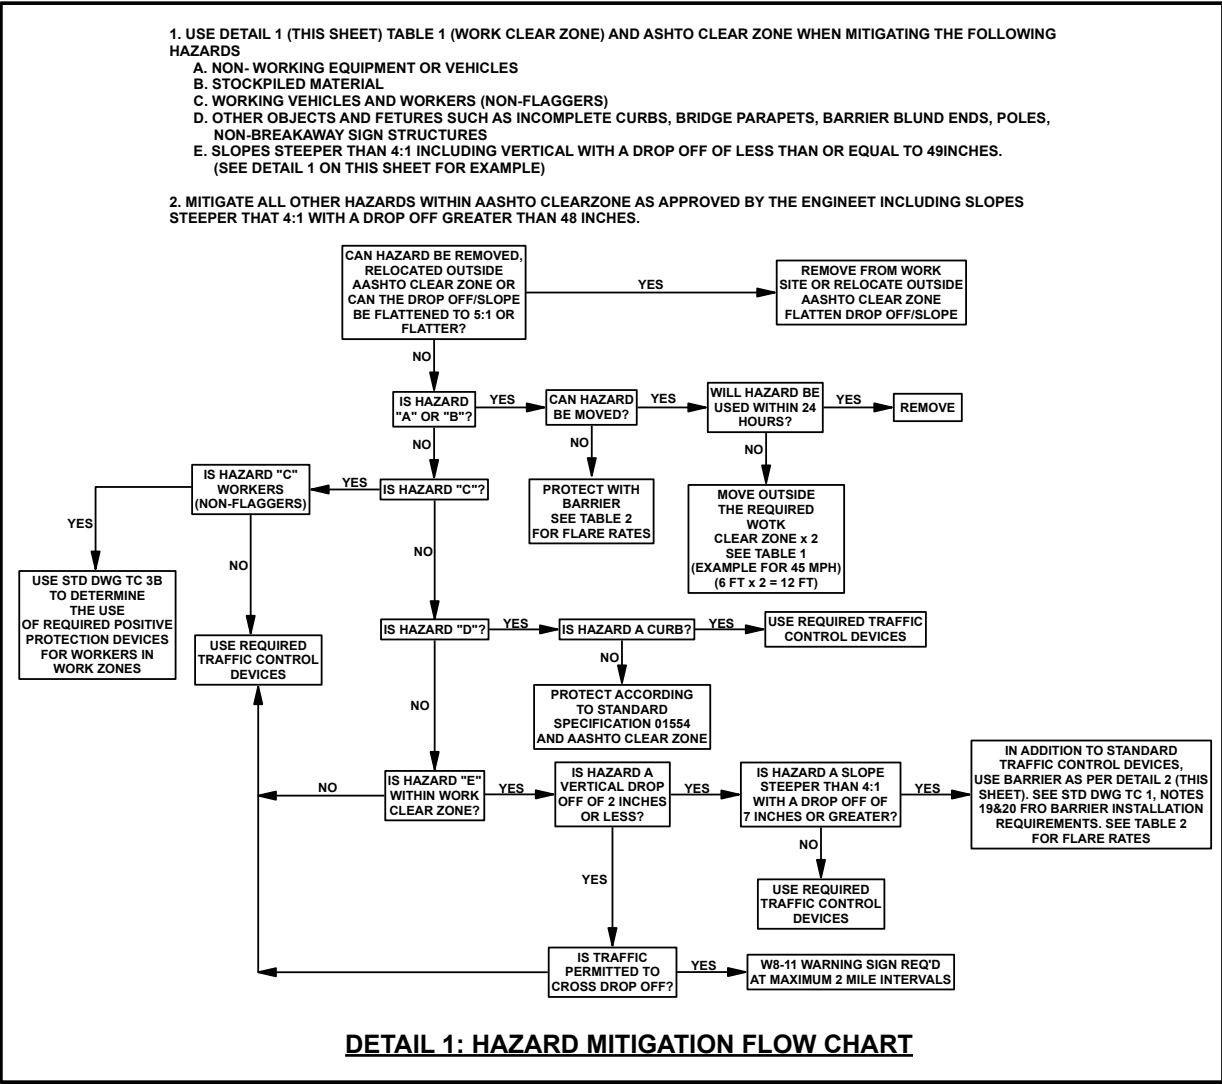 1. USE DETAIL 1 (THIS SHEET) TABLE 1 (WORK CLEAR ZONE) AND ASHTO CLEAR ZONE WHEN MITIGATING THE FOLLOWING
HAZARDS
A. NON- WORKING EQUIPMENT OR VEHICLES
B. STOCKPILED MATERIAL
C. WORKING VEHICLES AND WORKERS (NON-FLAGGERS)
D. OTHER OBJECTS AND FETURES SUCH AS INCOMPLETE CURBS, BRIDGE PARAPETS, BARRIER BLUND ENDS, POLES,
NON-BREAKAWAY SIGN STRUCTURES
E. SLOPES STEEPER THAN 4:1 INCLUDING VERTICAL WITH A DROP OFF OF LESS THAN OR EQUAL TO 49INCHES.
(SEE DETAIL 1 ON THIS SHEET FOR EXAMPLE)
2. MITIGATE ALL OTHER HAZARDS WITHIN AASHTO CLEARZONE AS APPROVED BY THE ENGINEET INCLUDING SLOPES
STEEPER THAT 4:1 WITH A DROP OFF GREATER THAN 48 INCHES.
CAN HAZARD BE REMOVED,
RELOCATED OUTSIDE
AASHTO CLEAR ZONE OR
CAN THE DROP OFF/SLOPE
BE FLATTENED TO 5:1 OR
FLATTER?
YES
REMOVE FROM WORK
SITE OR RELOCATE OUTSIDE
AASHTO CLEAR ZONE
FLATTEN DROP OFF/SLOPE
NO
IS HAZARD
"A" OR "B"?
YES
CAN HAZARD
BE MOVED?
YES
WILL HAZARD BE
USED WITHIN 24
HOURS?
YES
REMOVE
NO
NO
NO
IS HAZARD "C"
WORKERS
(NON-FLAGGERS)
YES
IS HAZARD "C"?
PROTECT WITH
BARRIER
SEE TABLE 2
FOR FLARE RATES
MOVE OUTSIDE
THE REQUIRED
WOTK
CLEAR ZONE x 2
SEE TABLE 1
(EXAMPLE FOR 45 MPH)
(6 FT x 2 = 12 FT)
YES
NO
NO
USE STD DWG TC 3B
TO DETERMINE
THE USE
OF REQUIRED POSITIVE
PROTECTION DEVICES
FOR WORKERS IN
WORK ZONES
USE REQUIRED
TRAFFIC CONTROL
DEVICES
IS HAZARD "D"?
YES
IS HAZARD A CURB?
YES
USE REQUIRED TRAFFIC
CONTROL DEVICES
NO
NO
PROTECT ACCORDING
TO STANDARD
SPECIFICATION 01554
AND AASHTO CLEAR ZONE
IS HAZARD "E"
WITHIN WORK
CLEAR ZONE?
NO
YES
IS HAZARD A
VERTICAL DROP
OFF OF 2 INCHES
OR LESS?
YES
IS HAZARD A SLOPE
STEEPER THAN 4:1
WITH A DROP OFF OF
7 INCHES OR GREATER?
YES
IN ADDITION TO STANDARD
TRAFFIC CONTROL DEVICES,
USE BARRIER AS PER DETAIL 2 (THIS
SHEET). SEE STD DWG TC 1, NOTES
19&20 FRO BARRIER INSTALLATION
REQUIREMENTS. SEE TABLE 2
FOR FLARE RATES
NO
YES
USE REQUIRED
TRAFFIC CONTROL
DEVICES
IS TRAFFIC
PERMITTED TO
CROSS DROP OFF?
YES
W8-11 WARNING SIGN REQ'D
AT MAXIMUM 2 MILE INTERVALS
DETAIL 1: HAZARD MITIGATION FLOW CHART